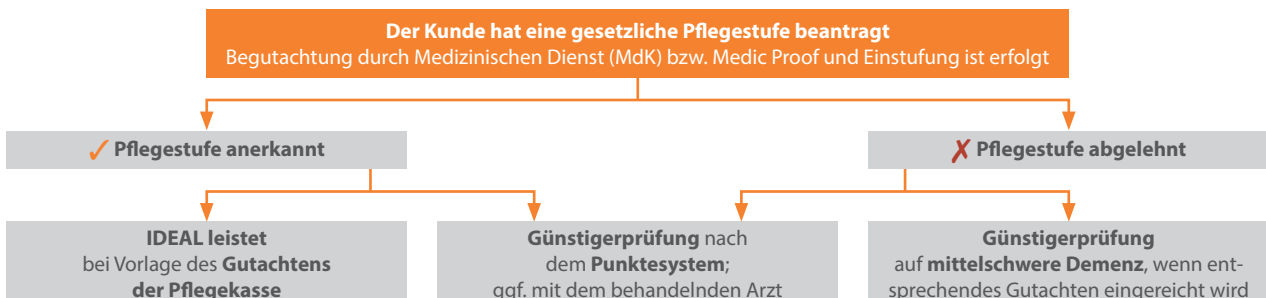 Der Kunde hat eine gesetzliche Pflegestufe beantragt
Begutachtung durch Medizinischen Dienst (MdK) bzw. Medic Proof und Einstufung ist erfolgt
✓ Pflegestufe anerkannt
✗ Pflegestufe abgelehnt
IDEAL leistet
bei Vorlage des Gutachtens
der Pflegekasse
Günstigerprüfung nach
dem Punktesystem;
ggf. mit dem behandelnden Arzt
Günstigerprüfung
auf mittelschwere Demenz, wenn ent-
sprechendes Gutachten eingereicht wird